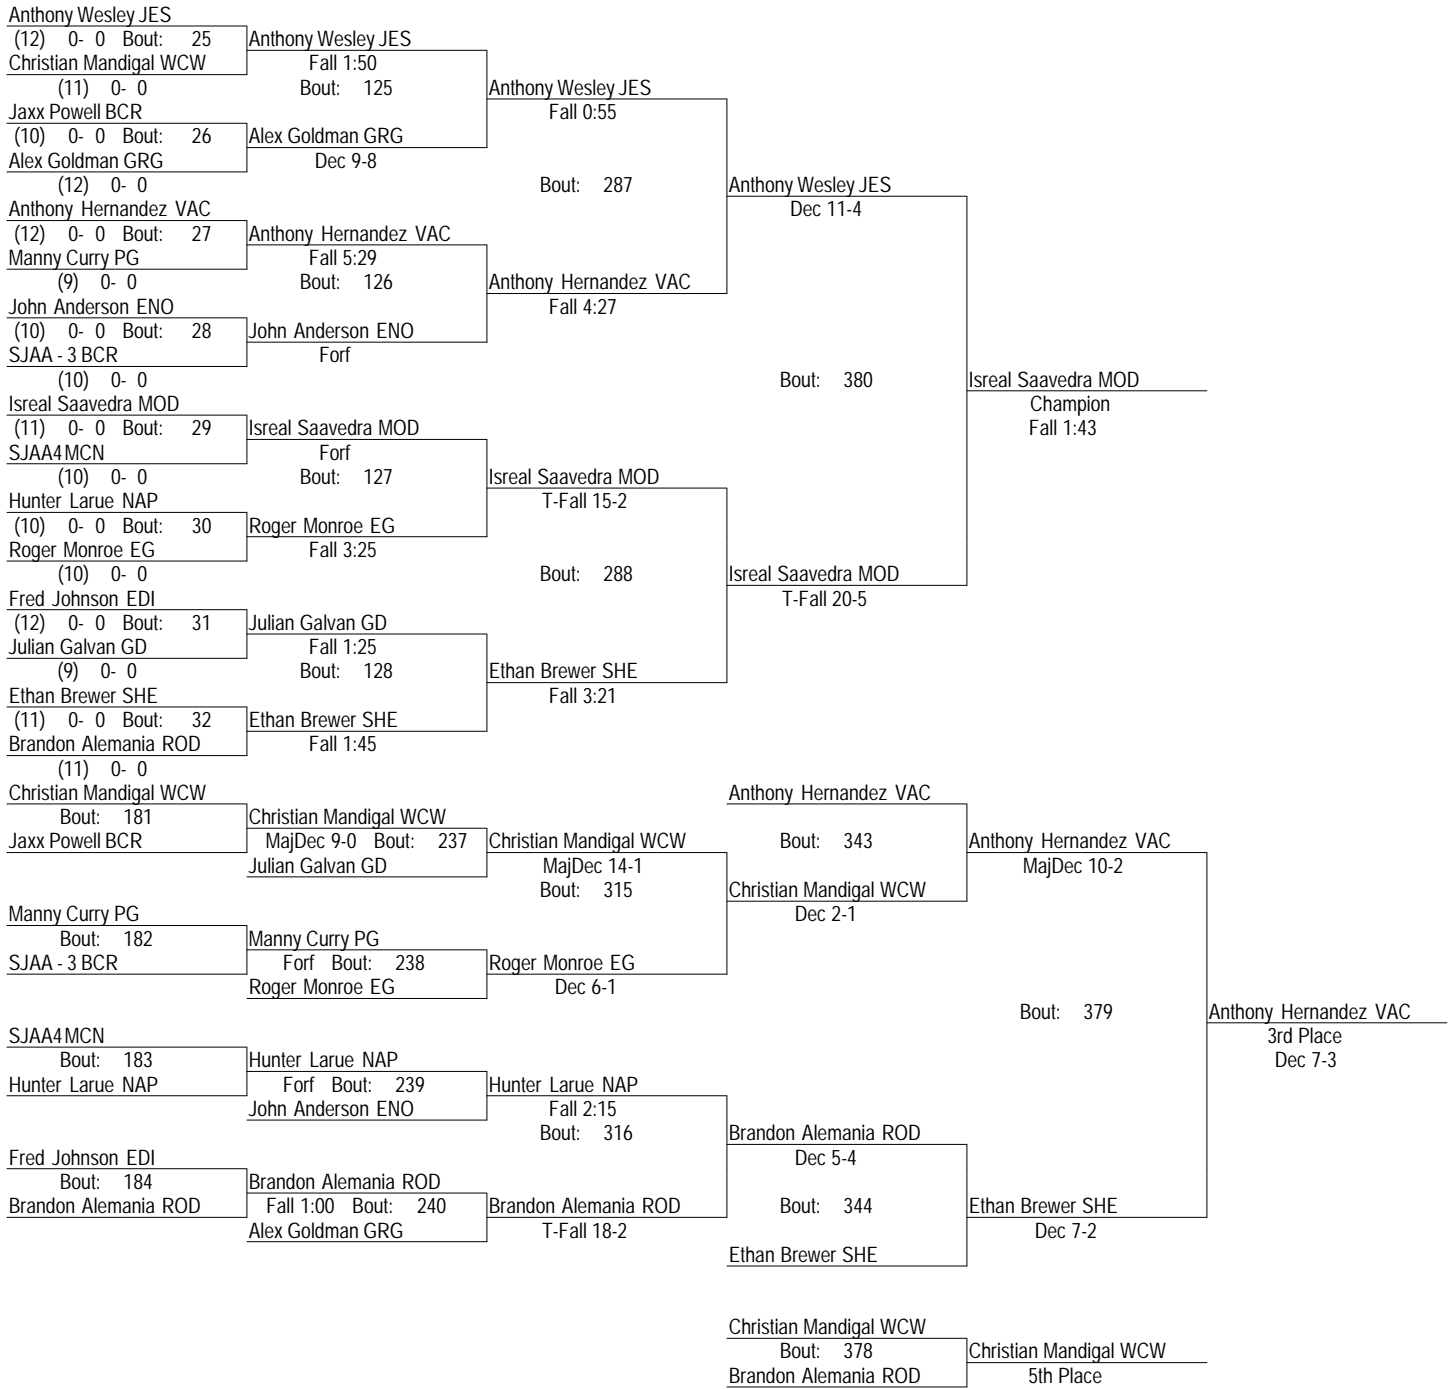 Anthony Wesley JES
(12) 0- 0 Bout: 25 Anthony Wesley JES
Christian Mandigal WCW Fall 1:50
(11) 0- 0 Bout: 125 Anthony Wesley JES
Jaxx Powell BCR Fall 0:55
(10) 0- 0 Bout: 26 Alex Goldman GRG
Alex Goldman GRG Dec 9-8
(12) 0- 0 Bout: 287 Anthony Wesley JES
Anthony Hernandez VAC Dec 11-4
(12) 0- 0 Bout: 27 Anthony Hernandez VAC
Manny Curry PG Fall 5:29
(9) 0- 0 Bout: 126 Anthony Hernandez VAC
John Anderson ENO Fall 4:27
(10) 0- 0 Bout: 28 John Anderson ENO
SJAA - 3 BCR Forf
(10) 0- 0 Bout: 380 Isreal Saavedra MOD
Isreal Saavedra MOD Champion
(11) 0- 0 Bout: 29 Isreal Saavedra MOD Fall 1:43
SJAA4 MCN Forf
(10) 0- 0 Bout: 127 Isreal Saavedra MOD
Hunter Larue NAP T-Fall 15-2
(10) 0- 0 Bout: 30 Roger Monroe EG
Roger Monroe EG Fall 3:25
(10) 0- 0 Bout: 288 Isreal Saavedra MOD
Fred Johnson EDI T-Fall 20-5
(12) 0- 0 Bout: 31 Julian Galvan GD
Julian Galvan GD Fall 1:25
(9) 0- 0 Bout: 128 Ethan Brewer SHE
Ethan Brewer SHE Fall 3:21
(11) 0- 0 Bout: 32 Ethan Brewer SHE
Brandon Alemania ROD Fall 1:45
(11) 0- 0
Christian Mandigal WCW Anthony Hernandez VAC
Bout: 181 Christian Mandigal WCW
Jaxx Powell BCR MajDec 9-0 Bout: 237 Christian Mandigal WCW Bout: 343 Anthony Hernandez VAC
Julian Galvan GD MajDec 14-1 MajDec 10-2
Bout: 315 Christian Mandigal WCW
Manny Curry PG Dec 2-1
Bout: 182 Manny Curry PG
SJAA - 3 BCR Forf Bout: 238 Roger Monroe EG
Roger Monroe EG Dec 6-1
Bout: 379 Anthony Hernandez VAC
SJAA4 MCN 3rd Place
Bout: 183 Hunter Larue NAP Dec 7-3
Hunter Larue NAP Forf Bout: 239 Hunter Larue NAP
John Anderson ENO Fall 2:15
Bout: 316 Brandon Alemania ROD
Fred Johnson EDI Dec 5-4
Bout: 184 Brandon Alemania ROD
Brandon Alemania ROD Fall 1:00 Bout: 240 Brandon Alemania ROD Bout: 344 Ethan Brewer SHE
Alex Goldman GRG T-Fall 18-2 Dec 7-2
Ethan Brewer SHE
Christian Mandigal WCW
Bout: 378 Christian Mandigal WCW
Brandon Alemania ROD 5th Place